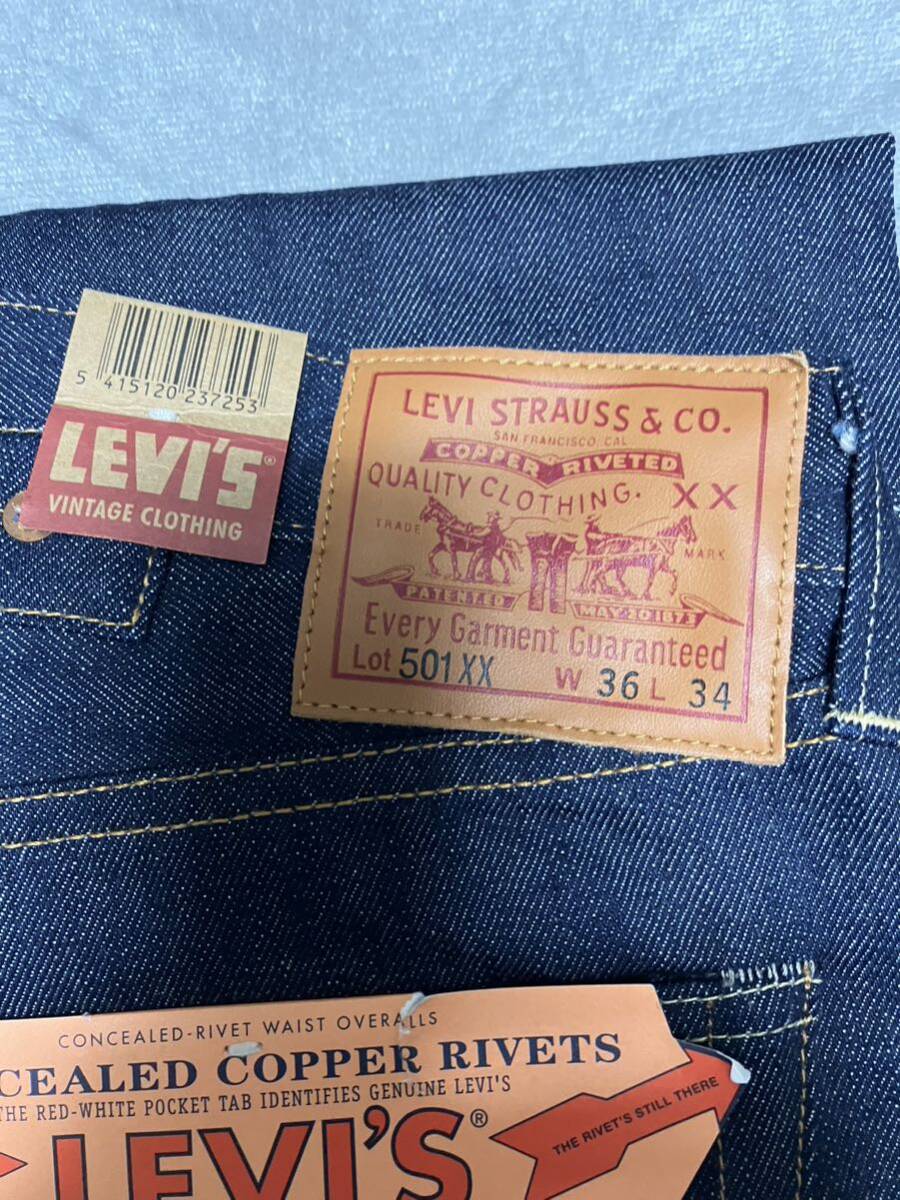 5 415120 237253
LEVI'S®
VINTAGE CLOTHING
LEVI STRAUSS & CO.
SAN FRANCISCO, CAL
COPPER RIVETED
QUALITY CLOTHING. XX
TRADE MARK
PATENTED MAY 20 1873
Every Garment Guaranteed
Lot 501XX W 36 L 34
CONCEALED-RIVET WAIST OVERALLS
CEALED COPPER RIVETS
THE RED-WHITE POCKET TAB IDENTIFIES GENUINE LEVI'S
LEVI'S®
THE RIVET'S STILL THERE